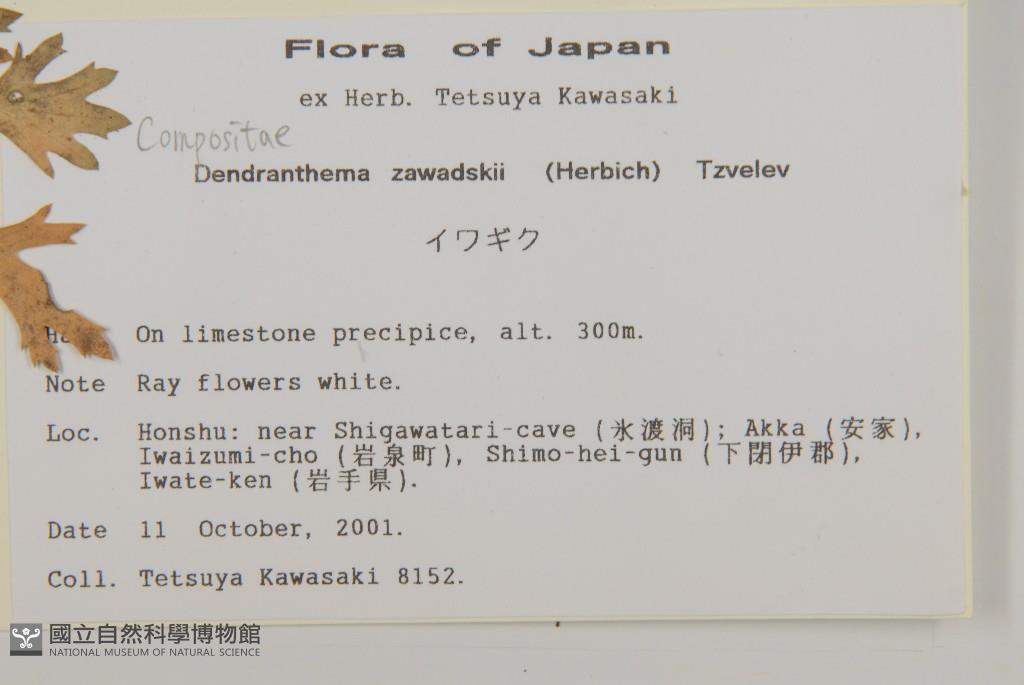 Flora of Japan
ex Herb. Tetsuya Kawasaki
Compositae
Dendranthema zawadskii (Herbich) Tzvelev
イワギク
On limestone precipice, alt. 300m.
Note Ray flowers white.
Loc. Honshu: near Shigawatari-cave (氷渡洞); Akka (安家),
Iwaizumi-cho (岩泉町), Shimo-hei-gun (下閉伊郡),
Iwate-ken (岩手県).
Date 11 October, 2001.
Coll. Tetsuya Kawasaki 8152.
國立自然科學博物館
NATIONAL MUSEUM OF NATURAL SCIENCE